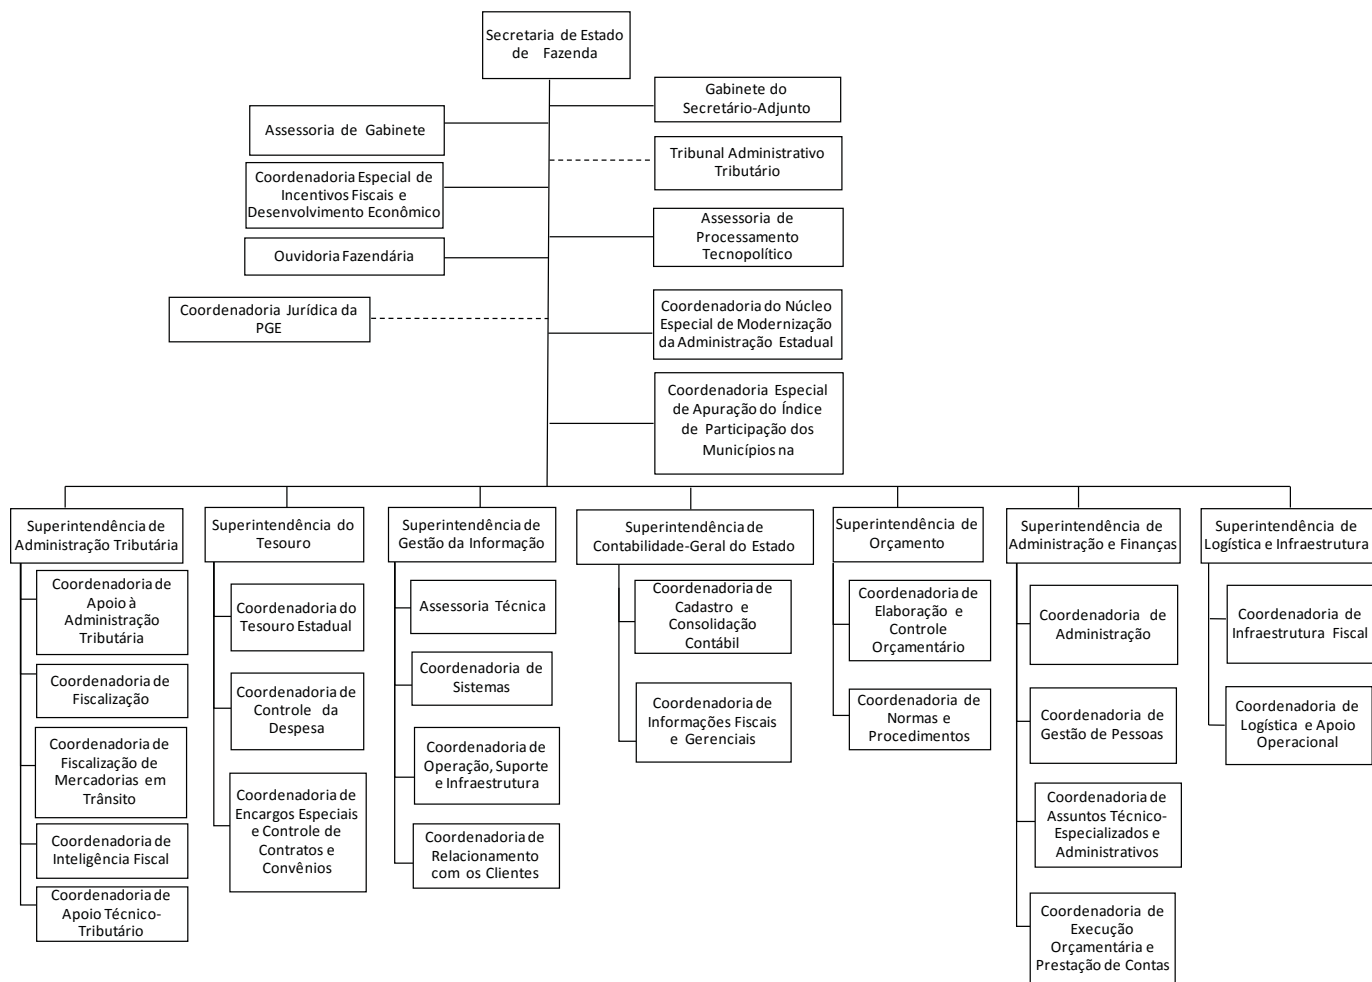 Secretaria de Estado
de Fazenda
Gabinete do
Secretário-Adjunto
Assessoria de Gabinete
Tribunal Administrativo
Tributário
Coordenadoria Especial de
Incentivos Fiscais e
Desenvolvimento Econômico
Assessoria de
Processamento
Tecnopolítico
Ouvidoria Fazendária
Coordenadoria Jurídica da
PGE
Coordenadoria do Núcleo
Especial de Modernização
da Administração Estadual
Coordenadoria Especial
de Apuração do Índice
de Participação dos
Municípios na
Superintendência de
Administração Tributária
Coordenadoria de
Apoio à
Administração
Tributária
Coordenadoria de
Fiscalização
Coordenadoria de
Fiscalização de
Mercadorias em
Trânsito
Coordenadoria de
Inteligência Fiscal
Coordenadoria de
Apoio Técnico-
Tributário
Superintendência do
Tesouro
Coordenadoria do
Tesouro Estadual
Coordenadoria de
Controle da
Despesa
Coordenadoria de
Encargos Especiais
e Controle de
Contratos e
Convênios
Superintendência de
Gestão da Informação
Assessoria Técnica
Coordenadoria de
Sistemas
Coordenadoria de
Operação, Suporte
e Infraestrutura
Coordenadoria de
Relacionamento
com os Clientes
Superintendência de
Contabilidade-Geral do Estado
Coordenadoria de
Cadastro e
Consolidação
Contábil
Coordenadoria de
Informações Fiscais
e Gerenciais
Superintendência de
Orçamento
Coordenadoria de
Elaboração e
Controle
Orçamentário
Coordenadoria de
Normas e
Procedimentos
Superintendência de
Administração e Finanças
Coordenadoria de
Administração
Coordenadoria de
Gestão de Pessoas
Coordenadoria de
Assuntos Técnico-
Especializados e
Administrativos
Coordenadoria de
Execução
Orçamentária e
Prestação de Contas
Superintendência de
Logística e Infraestrutura
Coordenadoria de
Infraestrutura Fiscal
Coordenadoria de
Logística e Apoio
Operacional